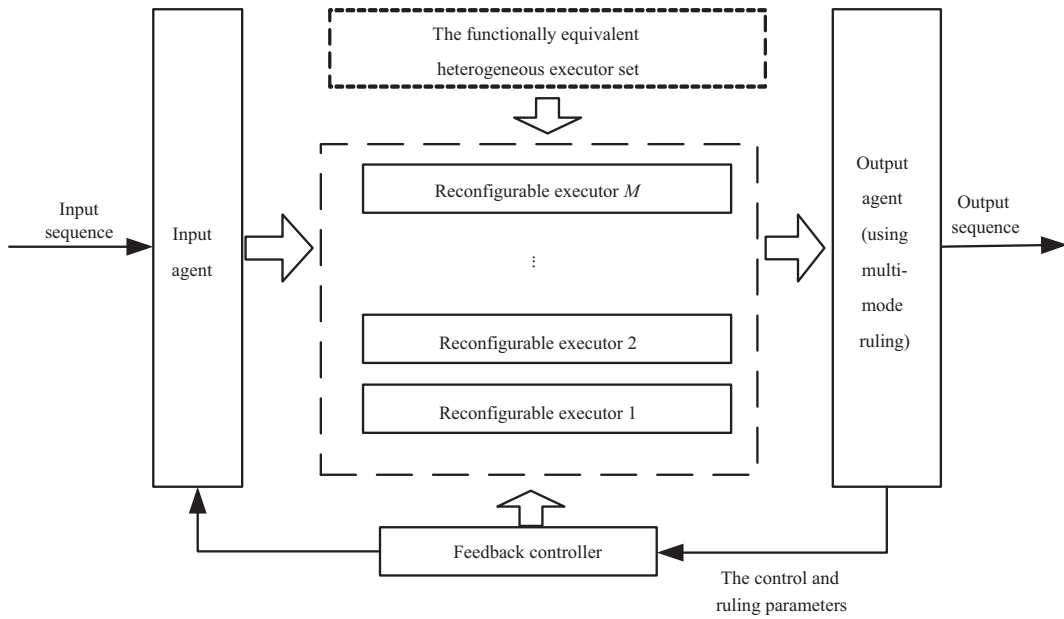 The functionally equivalent
heterogeneous executor set
Input
sequence
Input
agent
Reconfigurable executor M
...
Reconfigurable executor 2
Reconfigurable executor 1
Output
agent
(using
multi-
mode
ruling)
Output
sequence
Feedback controller
The control and
ruling parameters